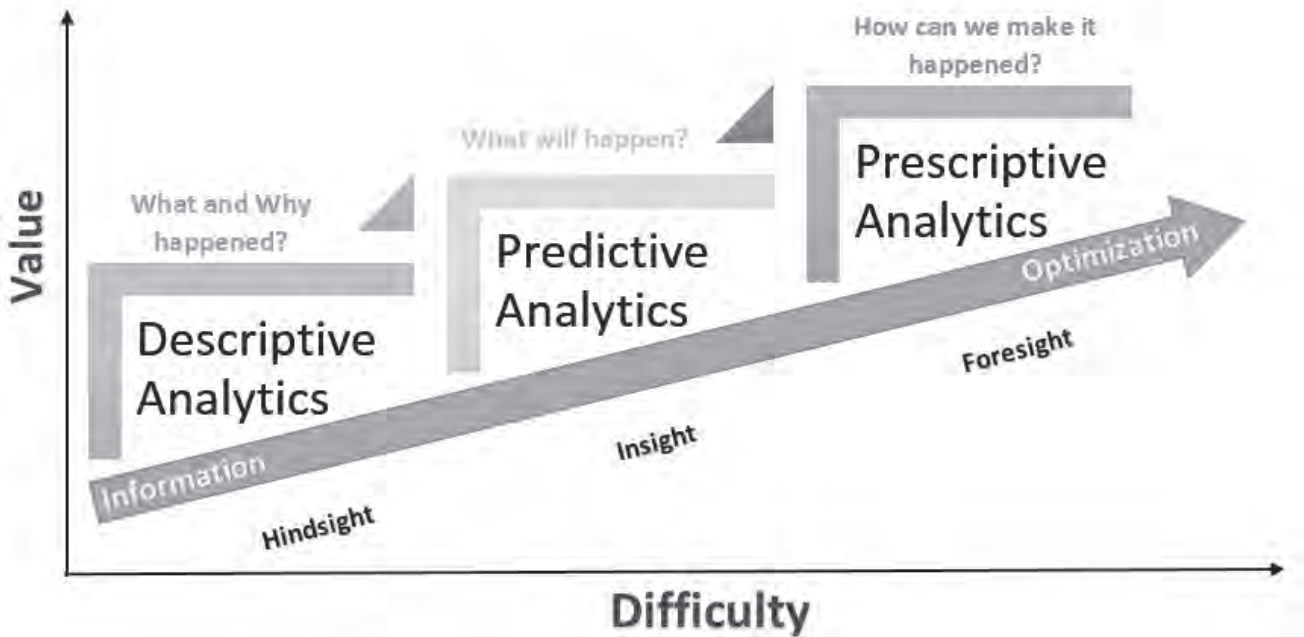 How can we make it
happened?
What will happen?
Prescriptive
Analytics
What and Why
happened?
Predictive
Analytics
Descriptive
Analytics
Value
Optimization
Foresight
Insight
Information
Hindsight
Difficulty